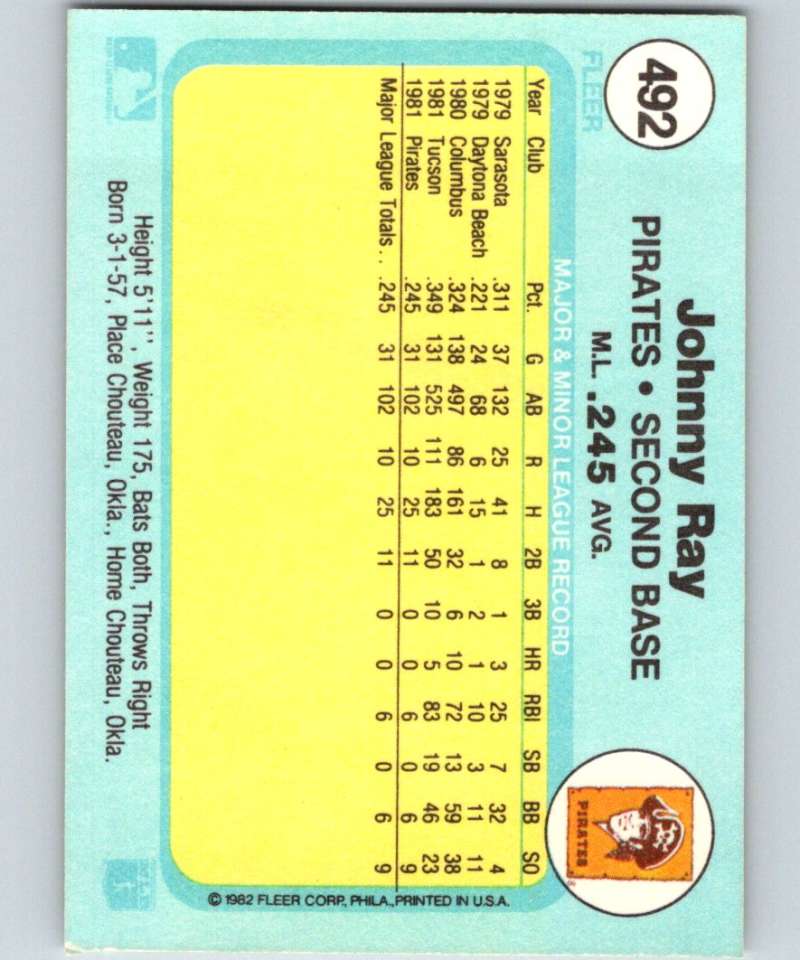 492
FLEER
Johnny Ray
PIRATES • SECOND BASE
M.L. .245 AVG.
PIRATES
MAJOR & MINOR LEAGUE RECORD
Year Club Pct. G AB R H 2B 3B HR RBI SB BB SO
1979 Sarasota .311 37 132 25 41 8 1 3 25 7 32 4
1979 Daytona Beach .221 24 68 6 15 1 2 1 10 3 11 11
1980 Columbus .324 138 497 86 161 32 6 10 72 13 59 38
1981 Tucson .349 131 525 111 183 50 10 5 83 19 46 23
1981 Pirates .245 31 102 10 25 11 0 0 6 0 6 9
Major League Totals . . .245 31 102 10 25 11 0 0 6 0 6 9
Height 5'11'', Weight 175, Bats Both, Throws Right
Born 3-1-57, Place Chouteau, Okla., Home Chouteau, Okla.
© 1982 FLEER CORP., PHILA., PRINTED IN U.S.A.